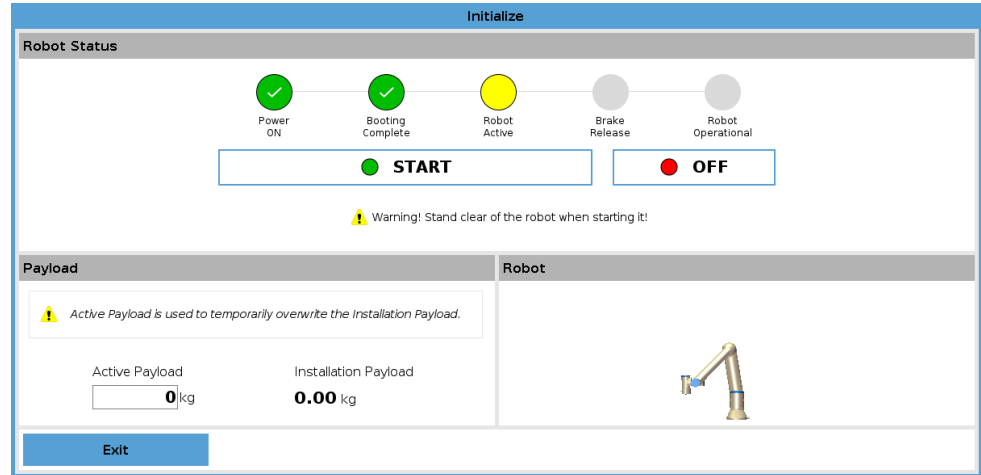 Initialize
Robot Status
Power ON
Booting Complete
Robot Active
Brake Release
Robot Operational
START
OFF
Warning! Stand clear of the robot when starting it!
Payload
Robot
Active Payload is used to temporarily overwrite the Installation Payload.
Active Payload
Installation Payload
0 kg
0.00 kg
Exit